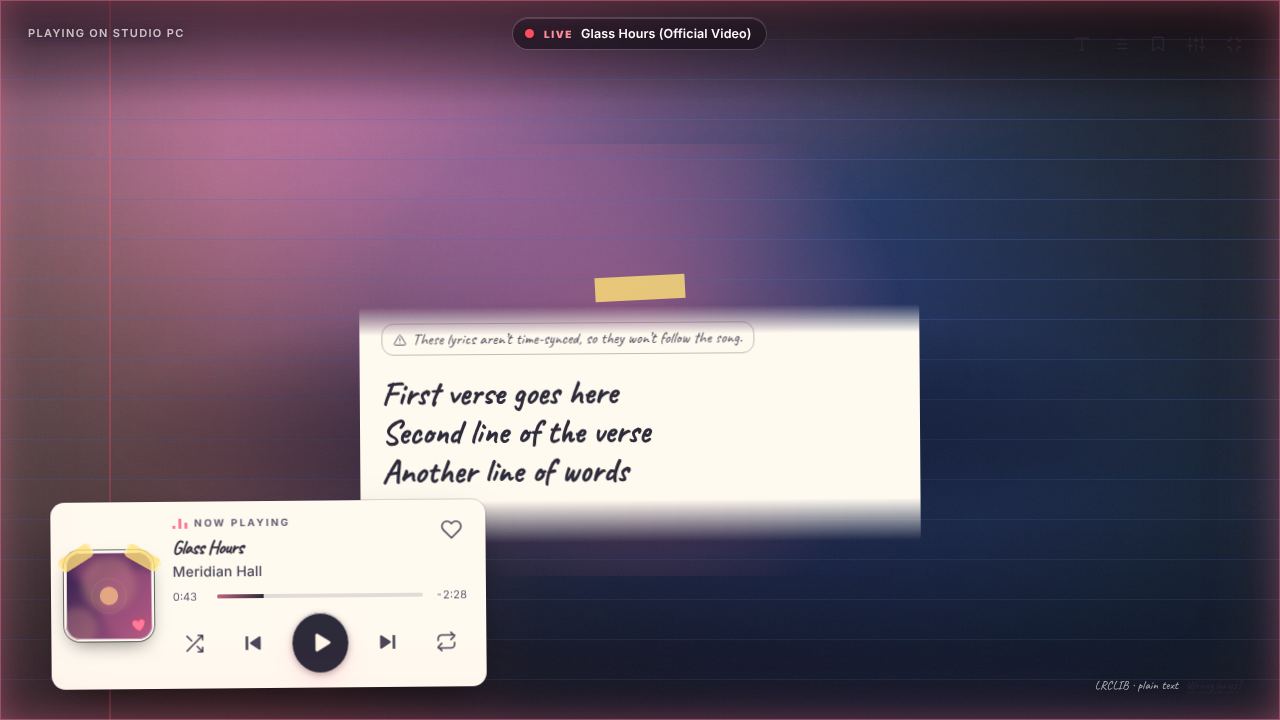 PLAYING ON STUDIO PC
LIVE Glass Hours (Official Video)
These lyrics aren't time-synced, so they won't follow the song.
First verse goes here
Second line of the verse
Another line of words
NOW PLAYING
Glass Hours
Meridian Hall
0:43 -2:28
LRCLIB · plain text